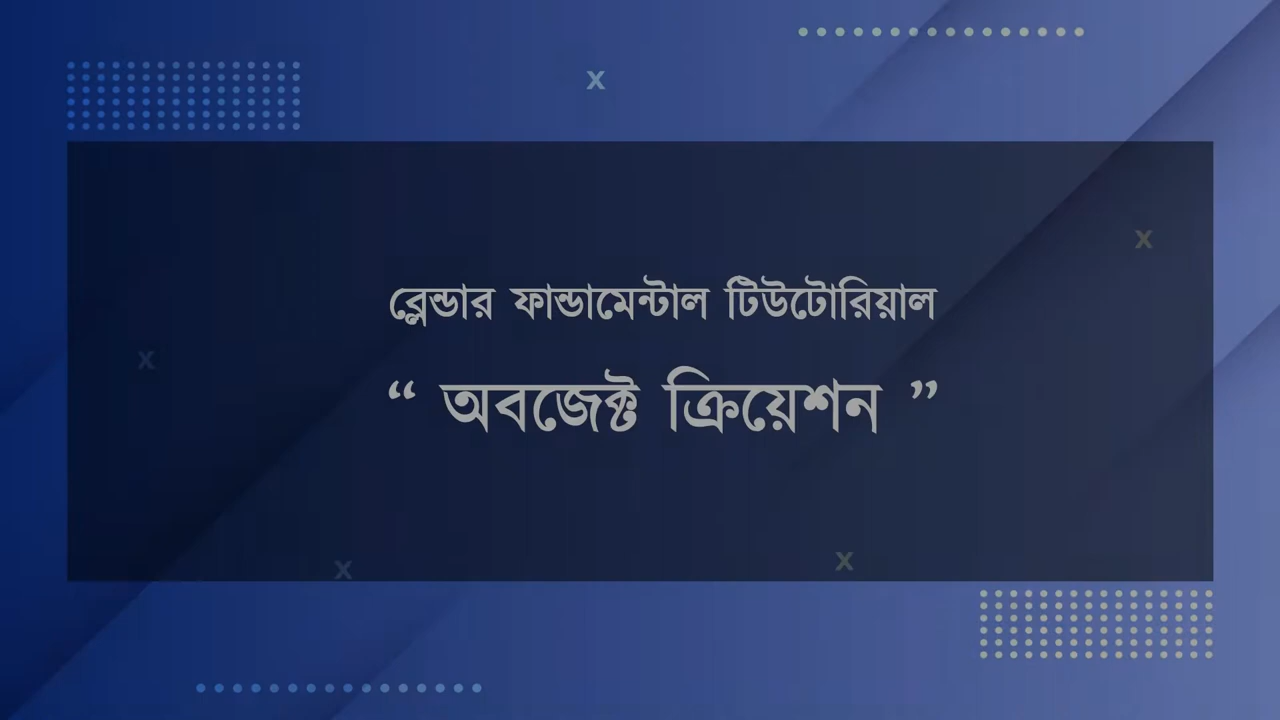 ব্লেন্ডার ফান্ডামেন্টাল টিউটোরিয়াল
“ অবজেক্ট ক্রিয়েশন ”